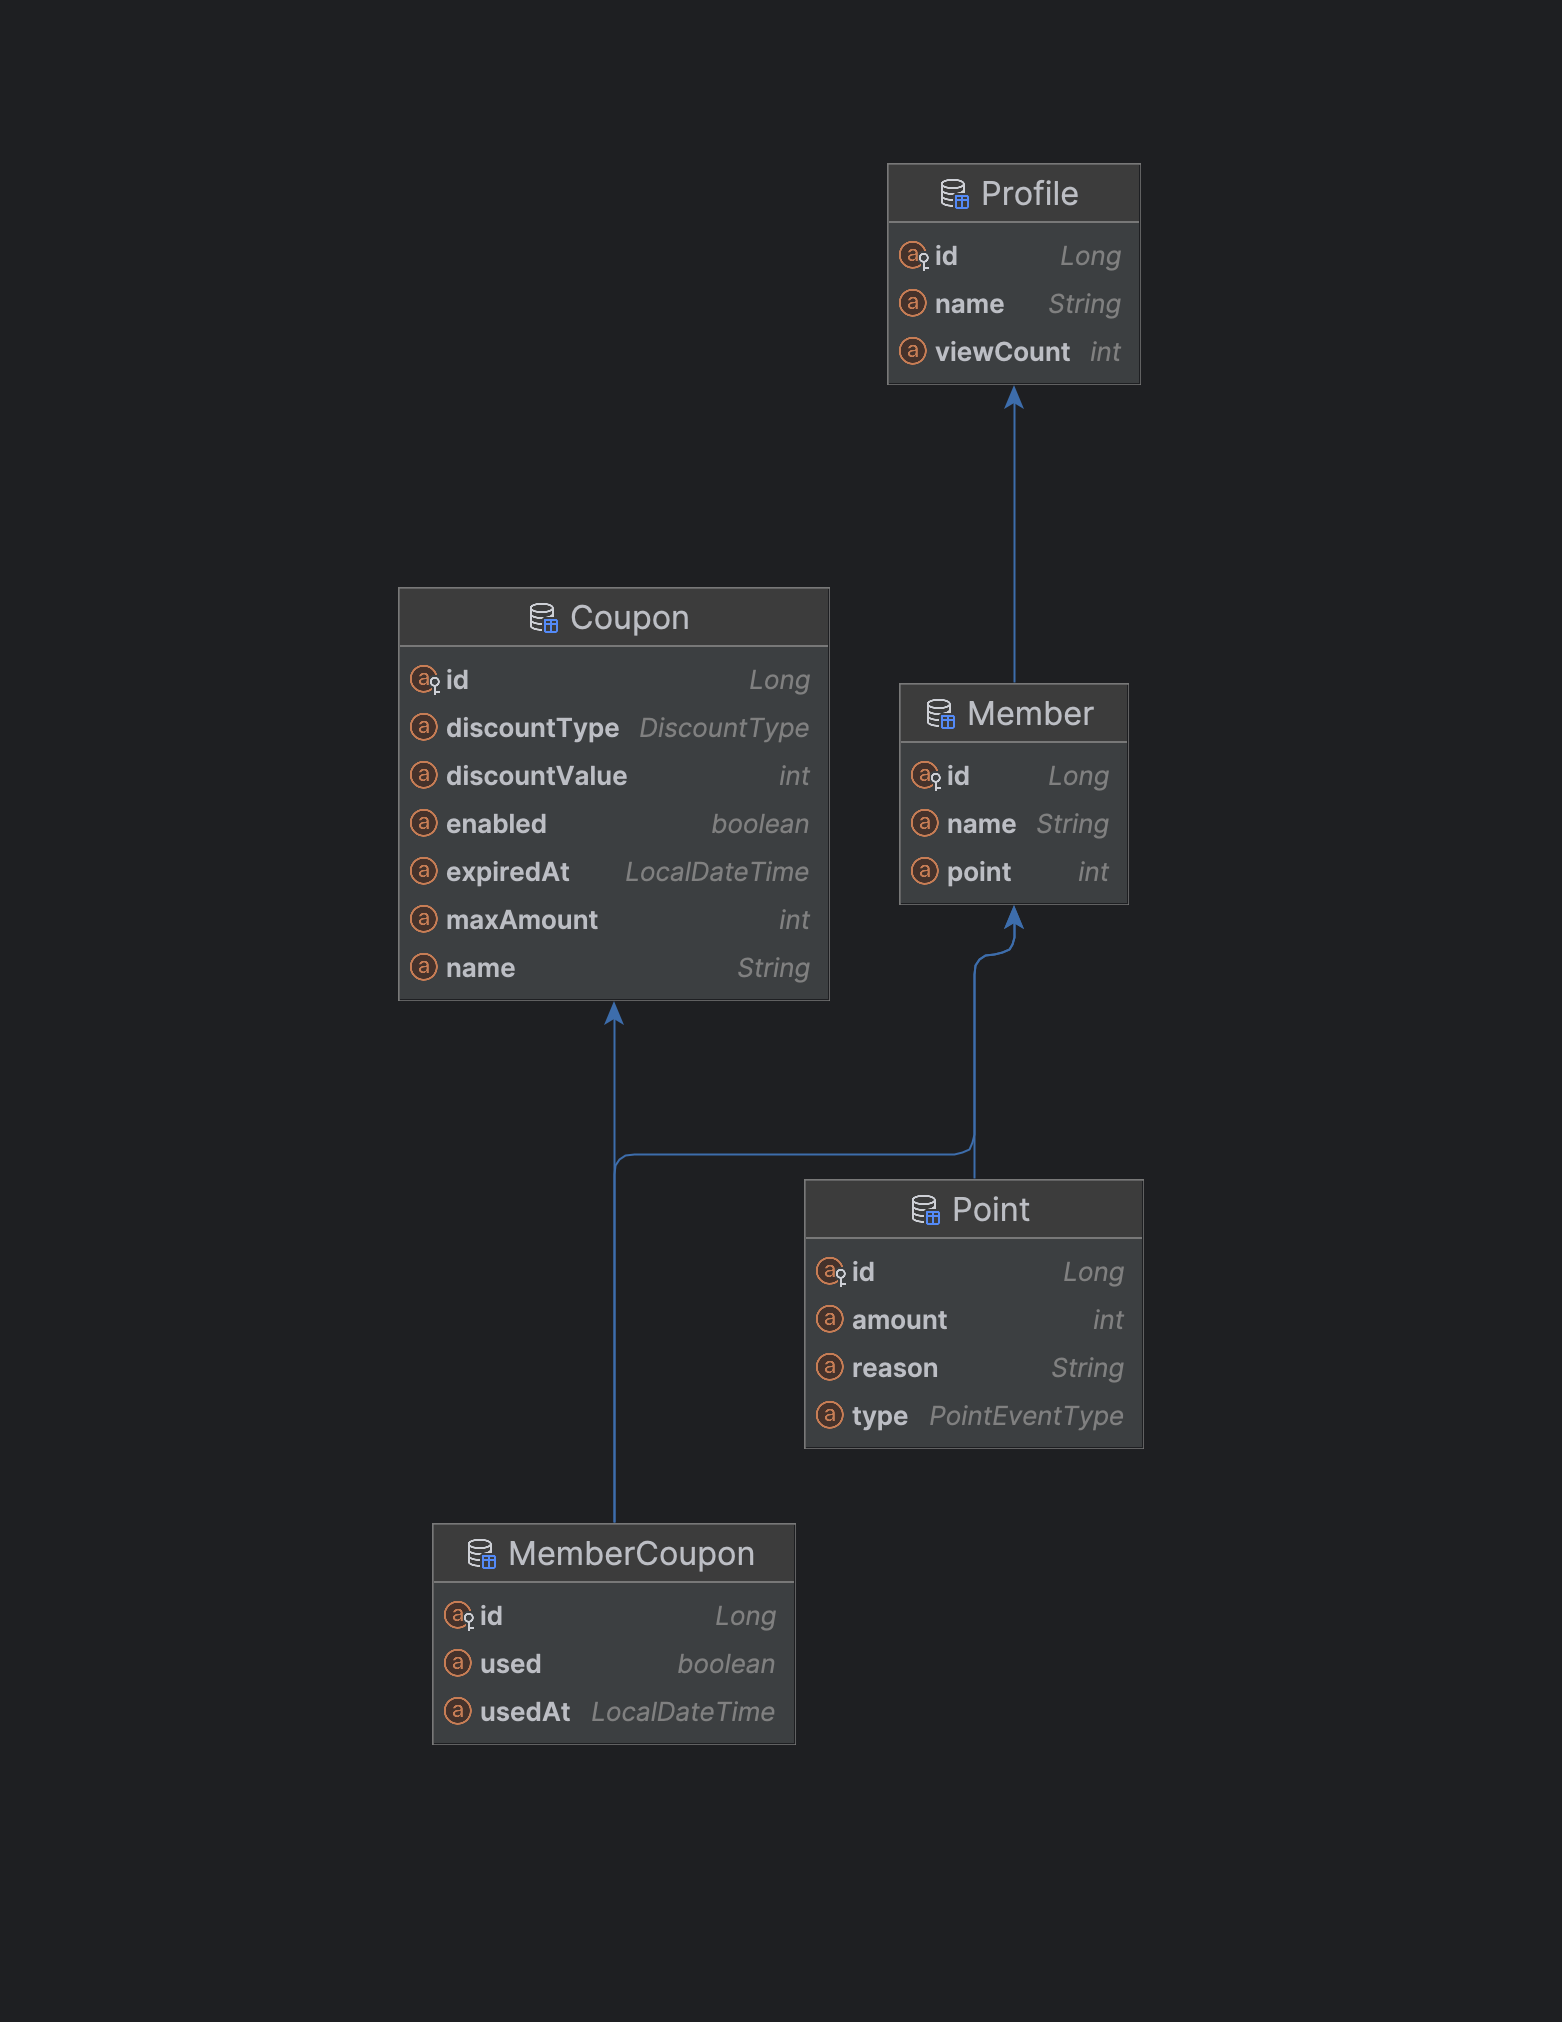 Profile
id Long
name String
viewCount int
Coupon
id Long
discountType DiscountType
discountValue int
enabled boolean
expiredAt LocalDateTime
maxAmount int
name String
Member
id Long
name String
point int
Point
id Long
amount int
reason String
type PointEventType
MemberCoupon
id Long
used boolean
usedAt LocalDateTime